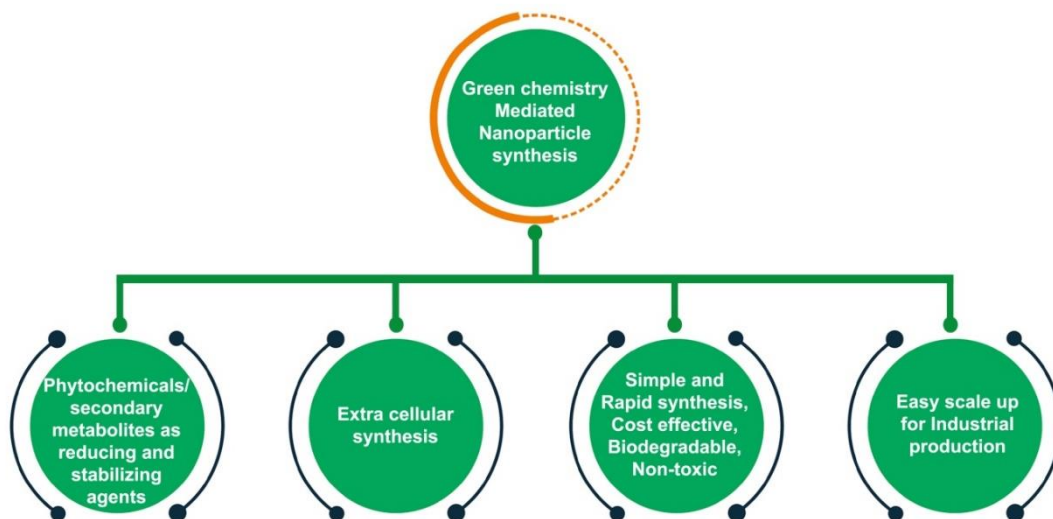 Green chemistry
Mediated
Nanoparticle
synthesis
Phytochemicals/
secondary
metabolites as
reducing and
stabilizing
agents
Extra cellular
synthesis
Simple and
Rapid synthesis,
Cost effective,
Biodegradable,
Non-toxic
Easy scale up
for Industrial
production